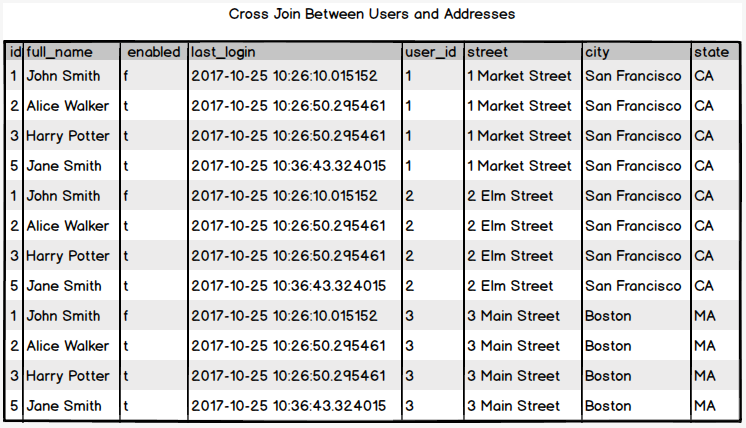 Cross Join Between Users and Addresses
id full_name enabled last_login user_id street city state
1 John Smith f 2017-10-25 10:26:10.015152 1 1 Market Street San Francisco CA
2 Alice Walker t 2017-10-25 10:26:50.295461 1 1 Market Street San Francisco CA
3 Harry Potter t 2017-10-25 10:26:50.295461 1 1 Market Street San Francisco CA
5 Jane Smith t 2017-10-25 10:36:43.324015 1 1 Market Street San Francisco CA
1 John Smith f 2017-10-25 10:26:10.015152 2 2 Elm Street San Francisco CA
2 Alice Walker t 2017-10-25 10:26:50.295461 2 2 Elm Street San Francisco CA
3 Harry Potter t 2017-10-25 10:26:50.295461 2 2 Elm Street San Francisco CA
5 Jane Smith t 2017-10-25 10:36:43.324015 2 2 Elm Street San Francisco CA
1 John Smith f 2017-10-25 10:26:10.015152 3 3 Main Street Boston MA
2 Alice Walker t 2017-10-25 10:26:50.295461 3 3 Main Street Boston MA
3 Harry Potter t 2017-10-25 10:26:50.295461 3 3 Main Street Boston MA
5 Jane Smith t 2017-10-25 10:36:43.324015 3 3 Main Street Boston MA